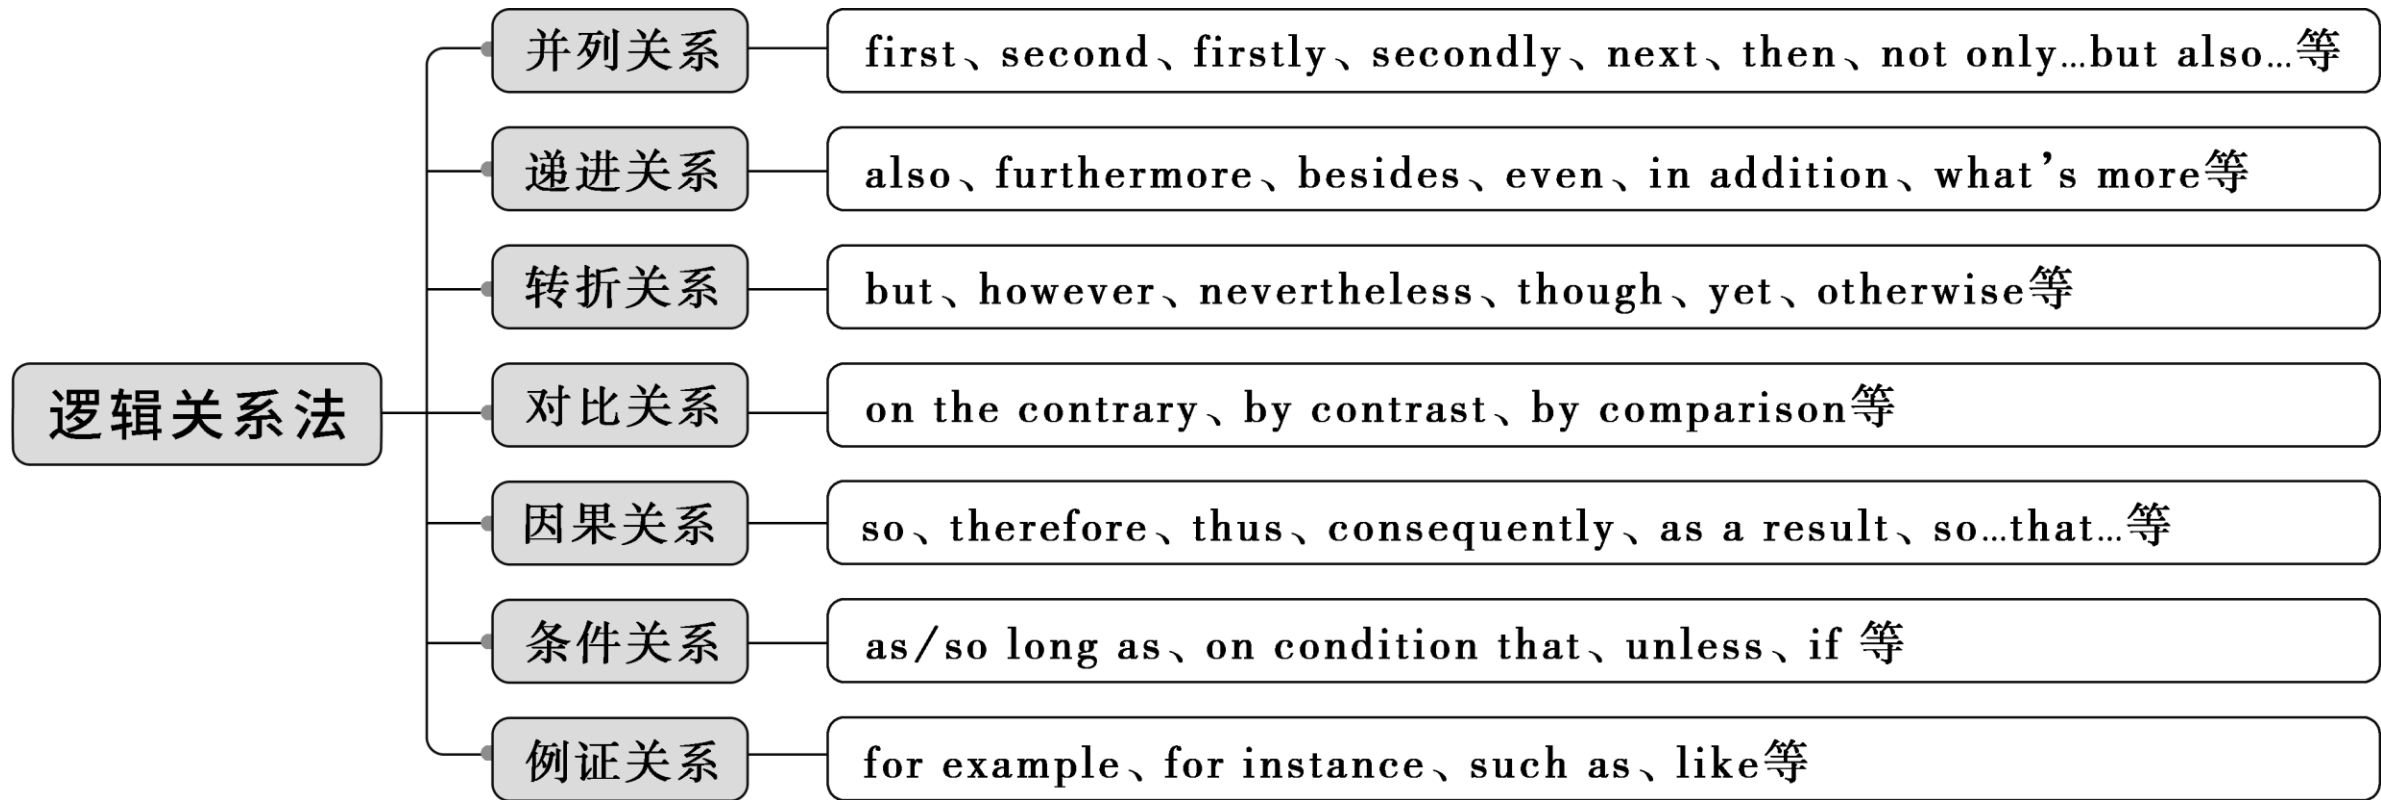 逻辑关系法
并列关系
first、second、firstly、secondly、next、then、not only…but also…等
递进关系
also、furthermore、besides、even、in addition、what’s more等
转折关系
but、however、nevertheless、though、yet、otherwise等
对比关系
on the contrary、by contrast、by comparison等
因果关系
so、therefore、thus、consequently、as a result、so…that…等
条件关系
as/so long as、on condition that、unless、if 等
例证关系
for example、for instance、such as、like等